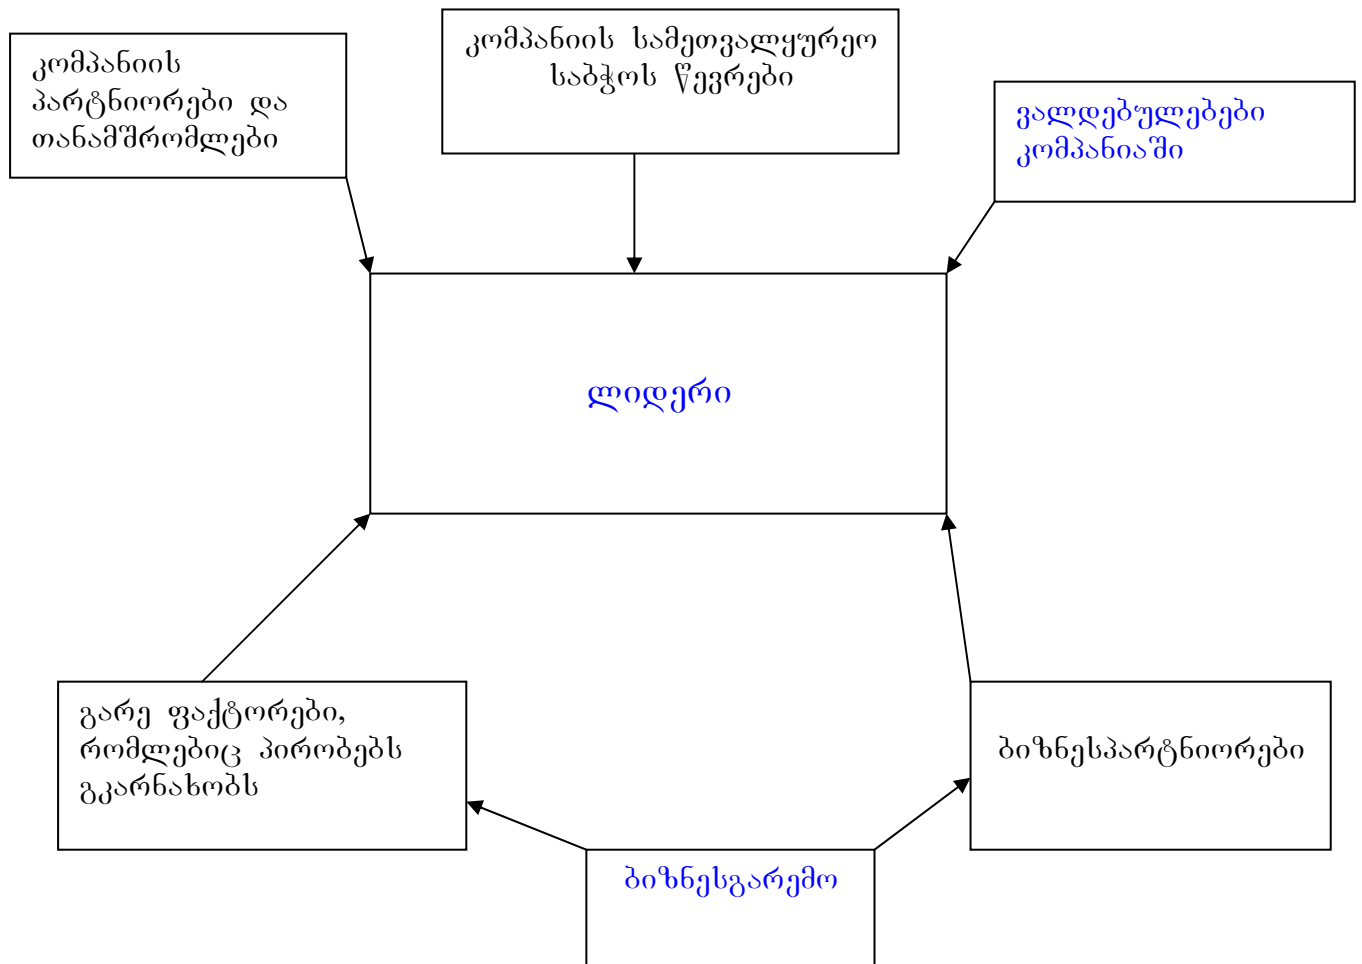 კომპანიის სამეთვალყურეო
საბჭოს წევრები
კომპანიის
პარტნიორები და
თანამშრომლები
ვალდებულებები
კომპანიაში
ლიდერი
გარე ფაქტორები,
რომლებიც პირობებს
გკარნახობს
ბიზნესპარტნიორები
ბიზნესგარემო